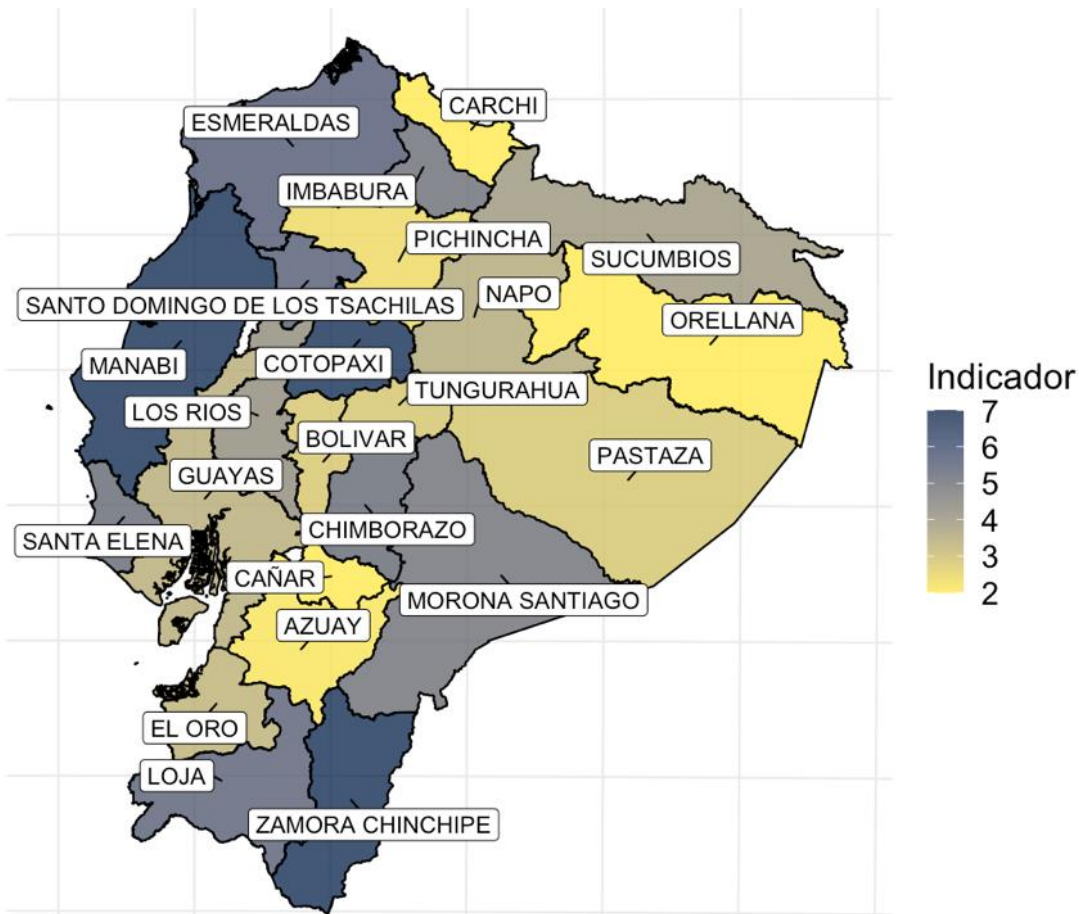 CARCHI
ESMERALDAS
IMBABURA
PICHINCHA
SUCUMBIOS
NAPO
SANTO DOMINGO DE LOS TSACHILAS
ORELLANA
MANABI
COTOPAXI
TUNGURAHUA
LOS RIOS
BOLIVAR
PASTAZA
GUAYAS
CHIMBORAZO
SANTA ELENA
CAÑAR
MORONA SANTIAGO
AZUAY
EL ORO
LOJA
ZAMORA CHINCHIPE
Indicador
7
6
5
4
3
2